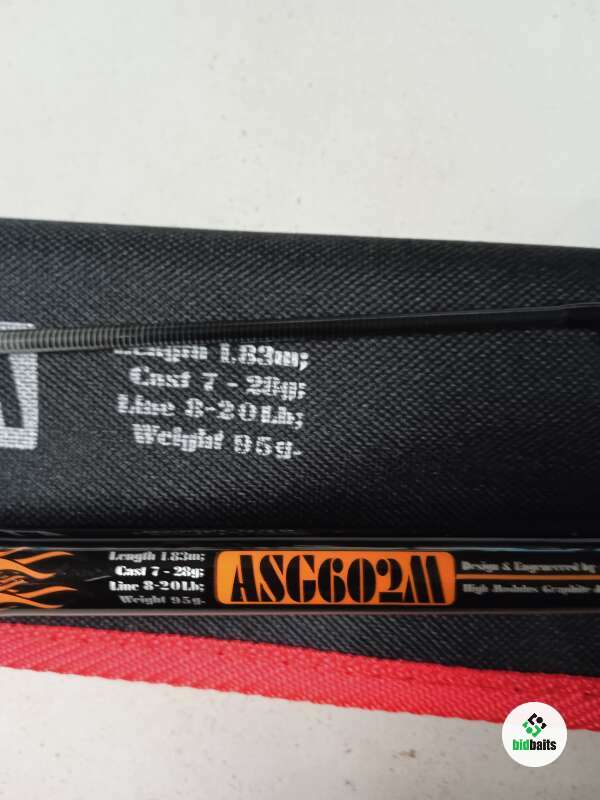 Length 1.83m;
Cast 7 - 28g;
Line 8-20Lb;
Weight 95g.
Length 1.83m;
Cast 7 - 28g;
Line 8-20Lb;
Weight 95g.
ASG602M
Design & Engeneered by
High Modulus Graphite
bidbaits